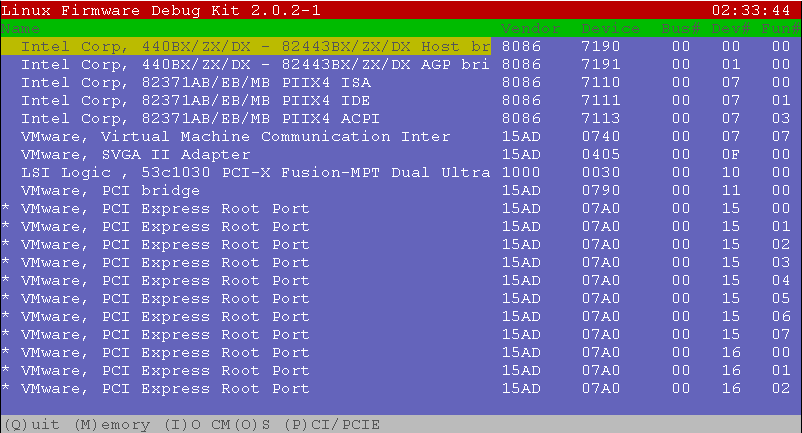 Linux Firmware Debug Kit 2.0.2-1 02:33:44
Name Vendor Device Bus# Dev# Fun#
Intel Corp, 440BX/ZX/DX - 82443BX/ZX/DX Host br 8086 7190 00 00 00
Intel Corp, 440BX/ZX/DX - 82443BX/ZX/DX AGP bri 8086 7191 00 01 00
Intel Corp, 82371AB/EB/MB PIIX4 ISA 8086 7110 00 07 00
Intel Corp, 82371AB/EB/MB PIIX4 IDE 8086 7111 00 07 01
Intel Corp, 82371AB/EB/MB PIIX4 ACPI 8086 7113 00 07 03
VMware, Virtual Machine Communication Inter 15AD 0740 00 07 07
VMware, SVGA II Adapter 15AD 0405 00 0F 00
LSI Logic , 53c1030 PCI-X Fusion-MPT Dual Ultra 1000 0030 00 10 00
VMware, PCI bridge 15AD 0790 00 11 00
* VMware, PCI Express Root Port 15AD 07A0 00 15 00
* VMware, PCI Express Root Port 15AD 07A0 00 15 01
* VMware, PCI Express Root Port 15AD 07A0 00 15 02
* VMware, PCI Express Root Port 15AD 07A0 00 15 03
* VMware, PCI Express Root Port 15AD 07A0 00 15 04
* VMware, PCI Express Root Port 15AD 07A0 00 15 05
* VMware, PCI Express Root Port 15AD 07A0 00 15 06
* VMware, PCI Express Root Port 15AD 07A0 00 15 07
* VMware, PCI Express Root Port 15AD 07A0 00 16 00
* VMware, PCI Express Root Port 15AD 07A0 00 16 01
* VMware, PCI Express Root Port 15AD 07A0 00 16 02
(Q)uit (M)emory (I)O CM(O)S (P)CI/PCIE